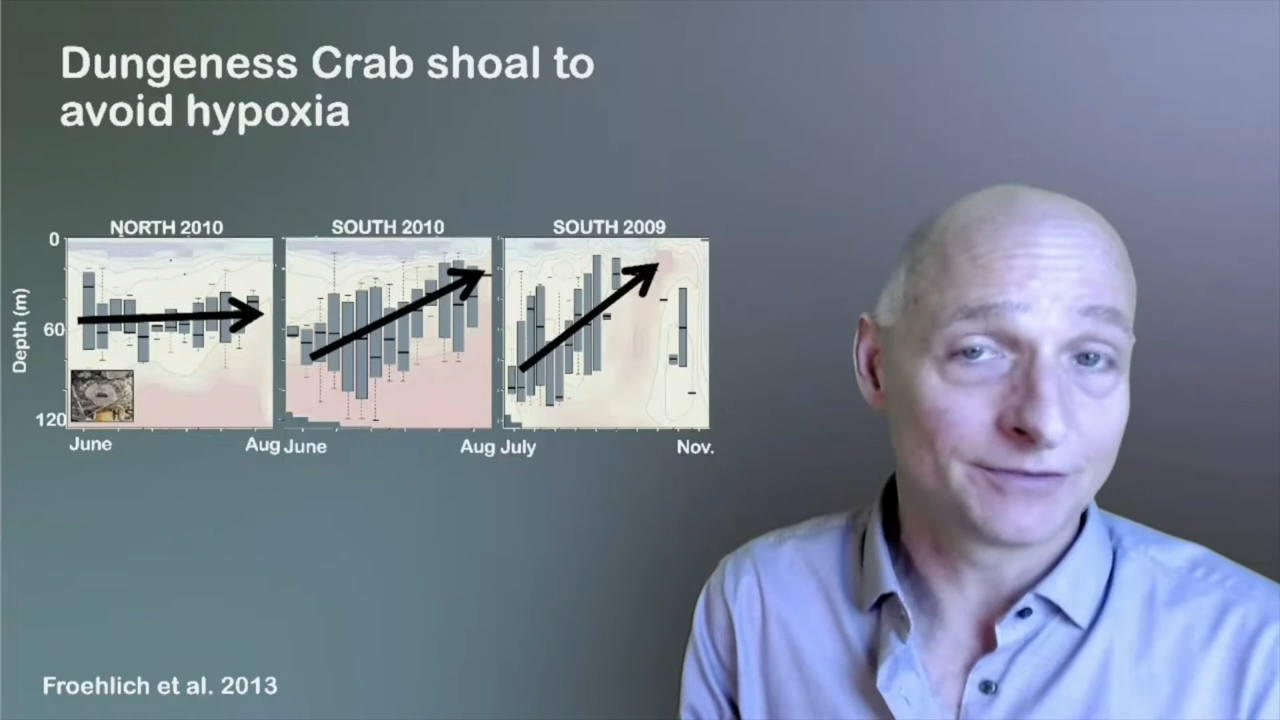 Dungeness Crab shoal to
avoid hypoxia
NORTH 2010 SOUTH 2010 SOUTH 2009
0
60
120
Depth (m)
June Aug June Aug July Nov.
Froehlich et al. 2013